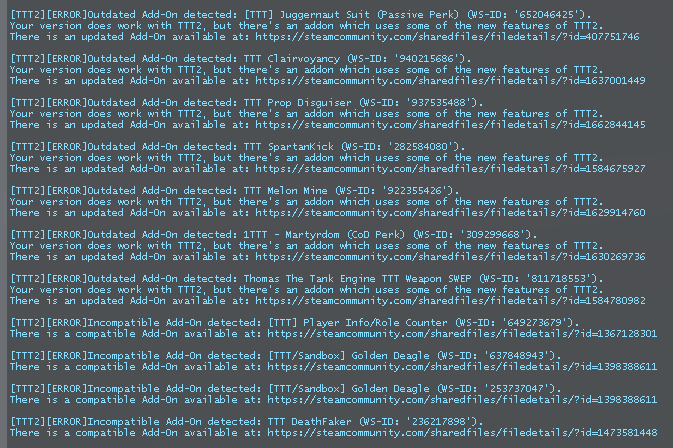 [TTT2][ERROR]Outdated Add-On detected: [TTT] Juggernaut Suit (Passive Perk) (WS-ID: '652046425').
Your version does work with TTT2, but there's an addon which uses some of the new features of TTT2.
There is an updated Add-On available at: https://steamcommunity.com/sharedfiles/filedetails/?id=407751746
[TTT2][ERROR]Outdated Add-On detected: TTT Clairvoyancy (WS-ID: '940215686').
Your version does work with TTT2, but there's an addon which uses some of the new features of TTT2.
There is an updated Add-On available at: https://steamcommunity.com/sharedfiles/filedetails/?id=1637001449
[TTT2][ERROR]Outdated Add-On detected: TTT Prop Disguiser (WS-ID: '937535488').
Your version does work with TTT2, but there's an addon which uses some of the new features of TTT2.
There is an updated Add-On available at: https://steamcommunity.com/sharedfiles/filedetails/?id=1662844145
[TTT2][ERROR]Outdated Add-On detected: TTT SpartanKick (WS-ID: '282584080').
Your version does work with TTT2, but there's an addon which uses some of the new features of TTT2.
There is an updated Add-On available at: https://steamcommunity.com/sharedfiles/filedetails/?id=1584675927
[TTT2][ERROR]Outdated Add-On detected: TTT Melon Mine (WS-ID: '922355426').
Your version does work with TTT2, but there's an addon which uses some of the new features of TTT2.
There is an updated Add-On available at: https://steamcommunity.com/sharedfiles/filedetails/?id=1629914760
[TTT2][ERROR]Outdated Add-On detected: 1TTT - Martyrdom (CoD Perk) (WS-ID: '309299668').
Your version does work with TTT2, but there's an addon which uses some of the new features of TTT2.
There is an updated Add-On available at: https://steamcommunity.com/sharedfiles/filedetails/?id=1630269736
[TTT2][ERROR]Outdated Add-On detected: Thomas The Tank Engine TTT Weapon SWEP (WS-ID: '811718553').
Your version does work with TTT2, but there's an addon which uses some of the new features of TTT2.
There is an updated Add-On available at: https://steamcommunity.com/sharedfiles/filedetails/?id=1584780982
[TTT2][ERROR]Incompatible Add-On detected: [TTT] Player Info/Role Counter (WS-ID: '649273679').
There is a compatible Add-On available at: https://steamcommunity.com/sharedfiles/filedetails/?id=1367128301
[TTT2][ERROR]Incompatible Add-On detected: [TTT/Sandbox] Golden Deagle (WS-ID: '637848943').
There is a compatible Add-On available at: https://steamcommunity.com/sharedfiles/filedetails/?id=1398388611
[TTT2][ERROR]Incompatible Add-On detected: [TTT/Sandbox] Golden Deagle (WS-ID: '253737047').
There is a compatible Add-On available at: https://steamcommunity.com/sharedfiles/filedetails/?id=1398388611
[TTT2][ERROR]Incompatible Add-On detected: TTT DeathFaker (WS-ID: '236217898').
There is a compatible Add-On available at: https://steamcommunity.com/sharedfiles/filedetails/?id=1473581448